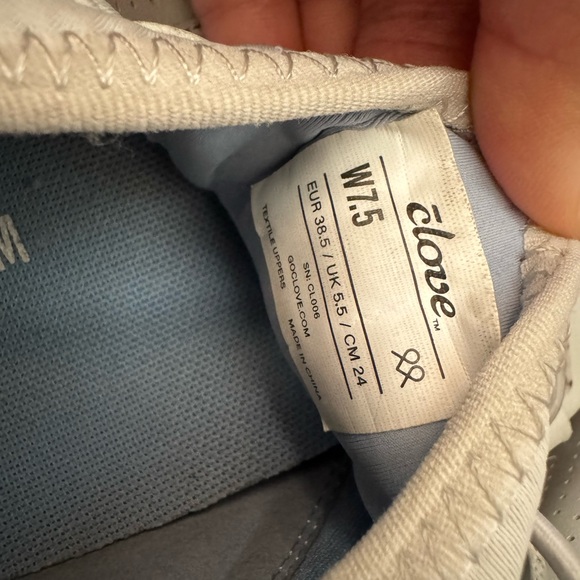 clove™
W7.5
EUR 38.5 / UK 5.5 / CM 24
SN: CL006
GOCLOVE.COM
TEXTILE UPPERS
MADE IN CHINA
M